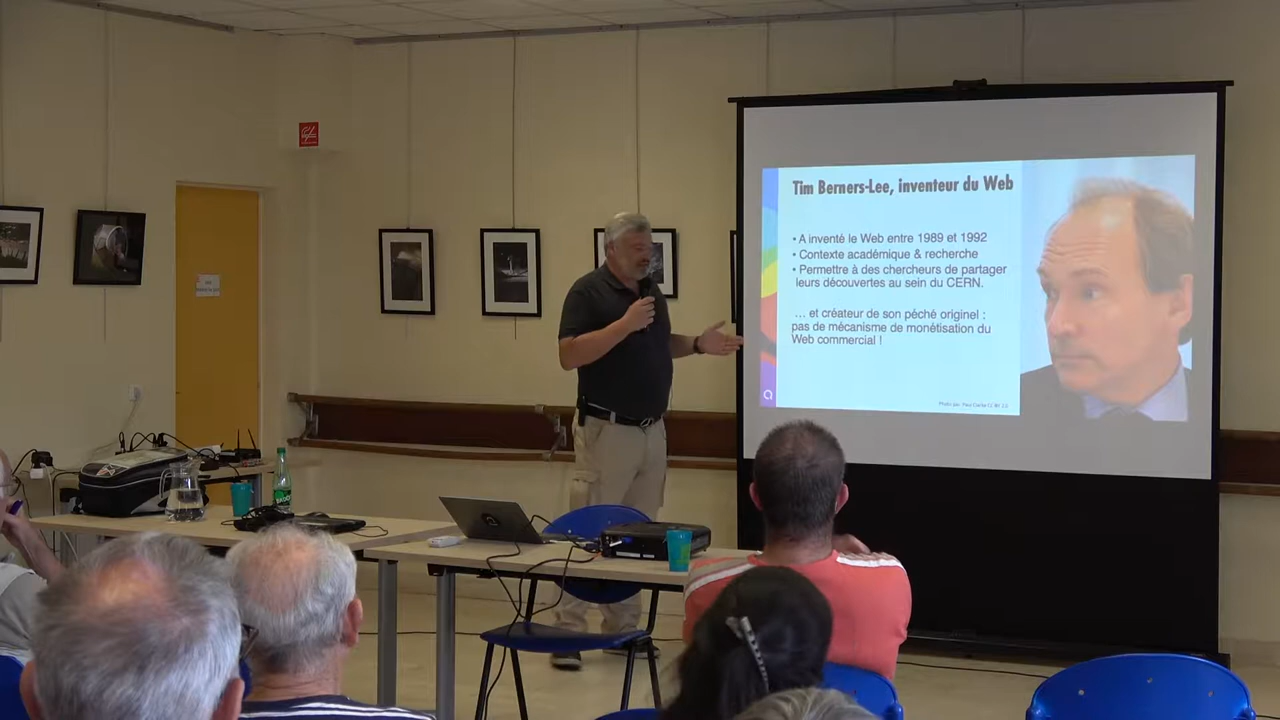 Tim Berners-Lee, inventeur du Web
• A inventé le Web entre 1989 et 1992
• Contexte académique & recherche
• Permettre à des chercheurs de partager
leurs découvertes au sein du CERN.
... et créateur de son péché originel :
pas de mécanisme de monétisation du
Web commercial !